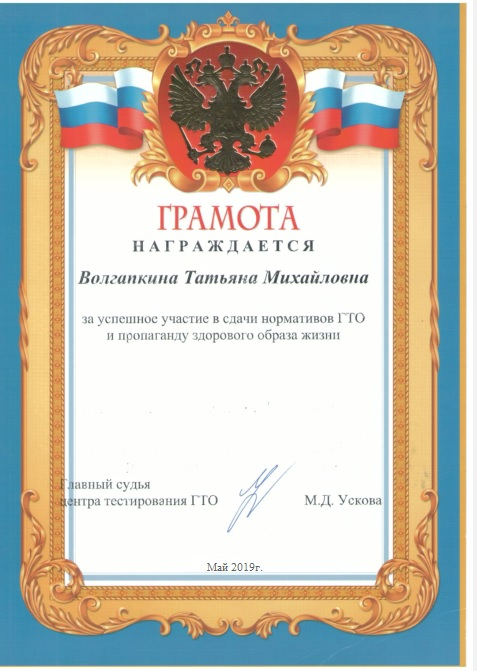 ГРАМОТА
НАГРАЖДАЕТСЯ
Волгапкина Татьяна Михайловна
за успешное участие в сдачи нормативов ГТО
и пропаганду здорового образа жизни
Главный судья
центра тестирования ГТО М.Д. Ускова
Май 2019г.